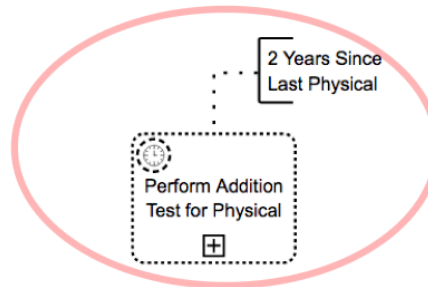 2 Years Since
Last Physical
Perform Addition
Test for Physical